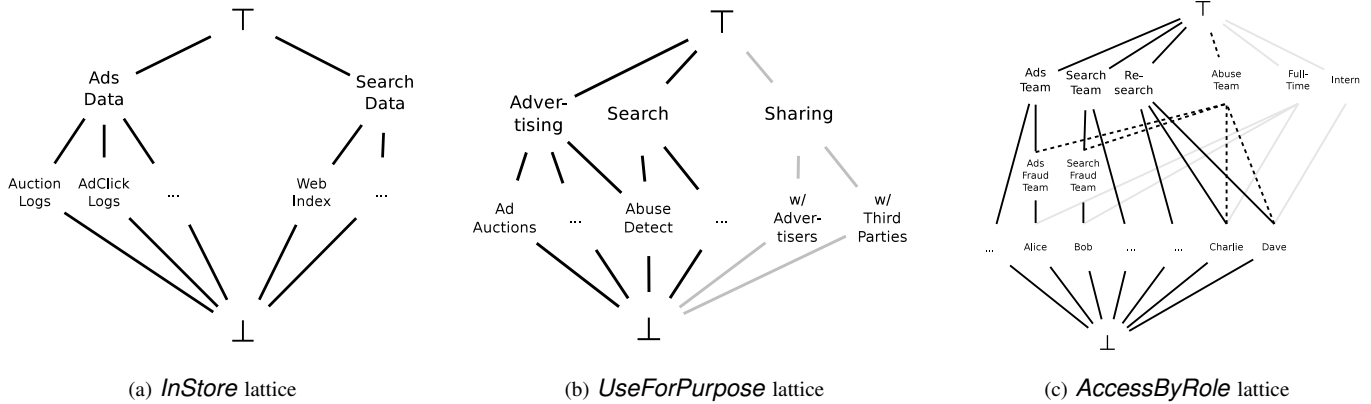 ⊤
Ads
Data
Search
Data
Auction
Logs
AdClick
Logs
...
Web
Index
...
⊥
(a) InStore lattice
⊤
Adver-
tising
Search
Sharing
Ad
Auctions
...
Abuse
Detect
...
w/
Adver-
tisers
w/
Third
Parties
⊥
(b) UseForPurpose lattice
⊤
Ads
Team
Search
Team
Re-
search
Abuse
Team
Full-
Time
Intern
Ads
Fraud
Team
Search
Fraud
Team
...
Alice
Bob
...
...
Charlie
Dave
⊥
(c) AccessByRole lattice